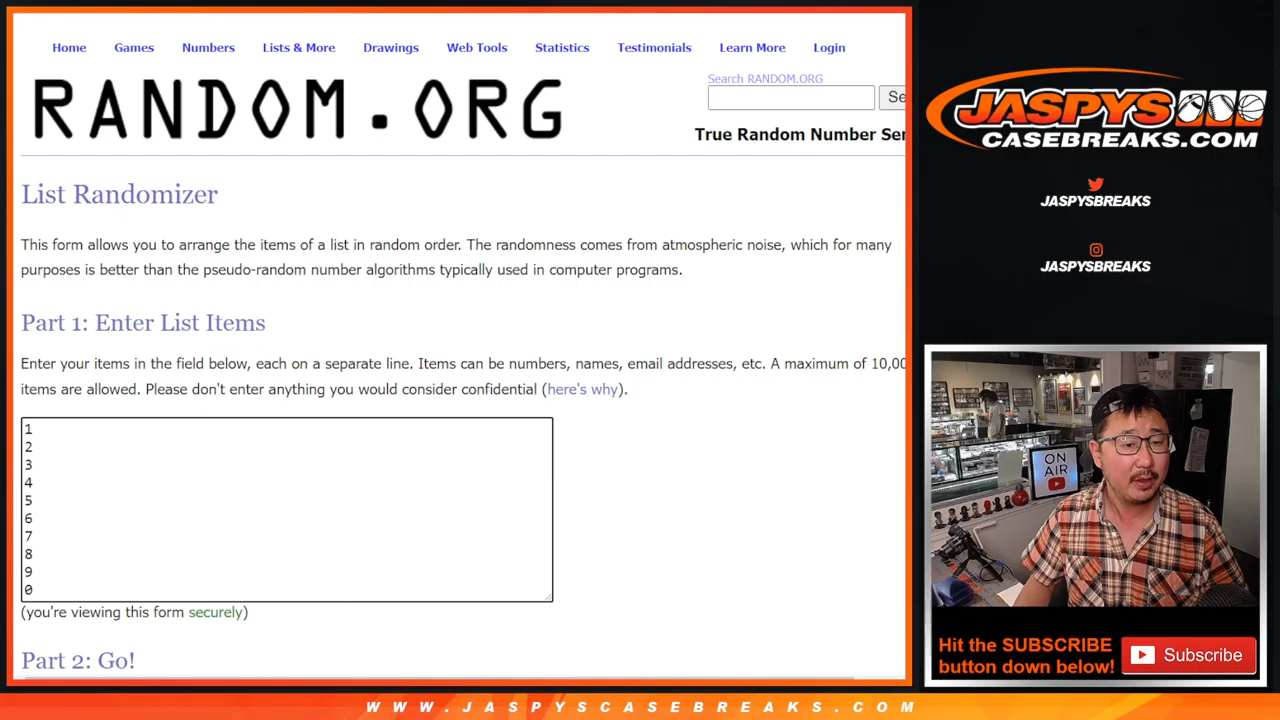 Home Games Numbers Lists & More Drawings Web Tools Statistics Testimonials Learn More Login
RANDOM.ORG
Search RANDOM.ORG
Se
True Random Number Ser
List Randomizer
This form allows you to arrange the items of a list in random order. The randomness comes from atmospheric noise, which for many
purposes is better than the pseudo-random number algorithms typically used in computer programs.
Part 1: Enter List Items
Enter your items in the field below, each on a separate line. Items can be numbers, names, email addresses, etc. A maximum of 10,00
items are allowed. Please don't enter anything you would consider confidential (here's why).
1
2
3
4
5
6
7
8
9
0
(you're viewing this form securely)
Part 2: Go!
JASPYS
CASEBREAKS.COM
JASPYSBREAKS
JASPYSBREAKS
ON
AIR
Hit the SUBSCRIBE
button down below!
Subscribe
WWW.JASPYSCASEBREAKS.COM